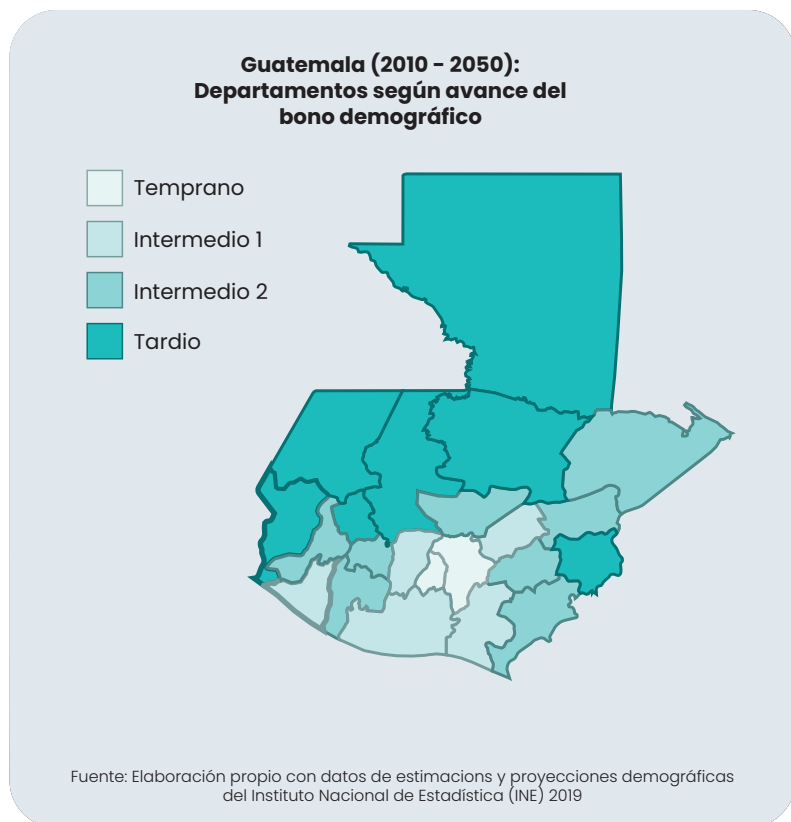 Guatemala (2010 - 2050):
Departamentos según avance del
bono demográfico
Temprano
Intermedio 1
Intermedio 2
Tardio
Fuente: Elaboración propio con datos de estimacions y proyecciones demográficas
del Instituto Nacional de Estadística (INE) 2019